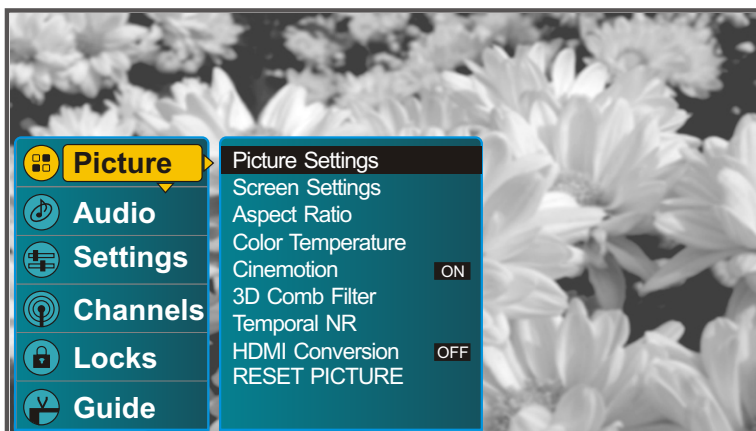 Picture
Audio
Settings
Channels
Locks
Guide
Picture Settings
Screen Settings
Aspect Ratio
Color Temperature
Cinemotion ON
3D Comb Filter
Temporal NR
HDMI Conversion OFF
RESET PICTURE